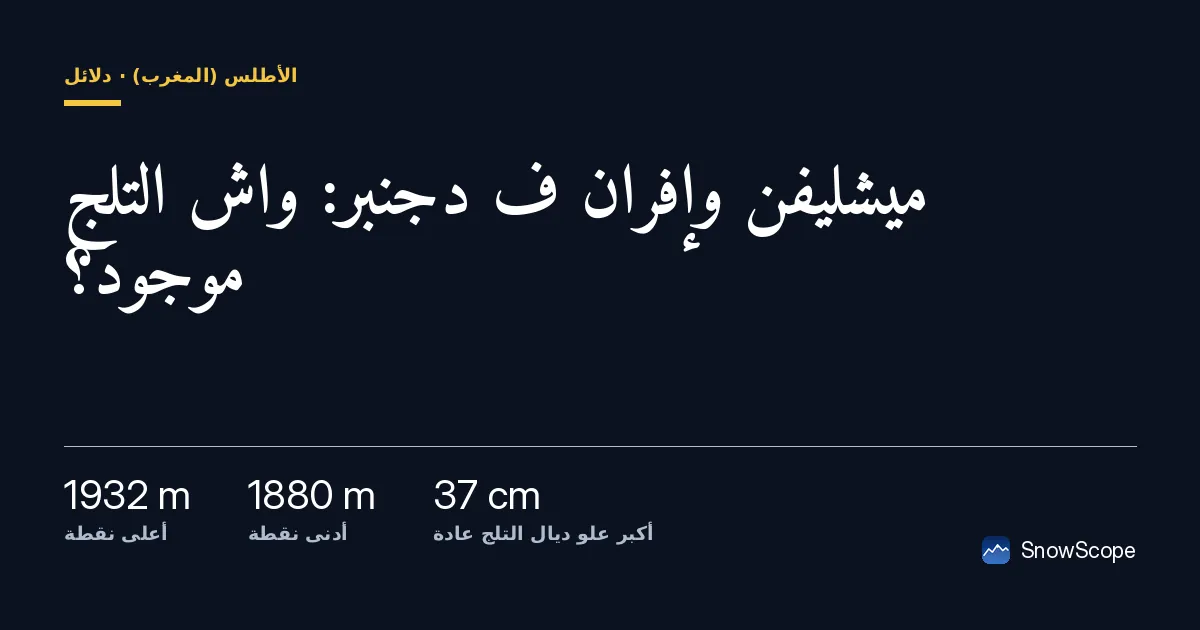 الأطلس (المغرب) · دلائل
ميشليفن وإفران ف دجنبر: واش التلج
موجود؟
1932 m
أعلى نقطة
1880 m
أدنى نقطة
37 cm
أكبر علو ديال التلج عادة
SnowScope